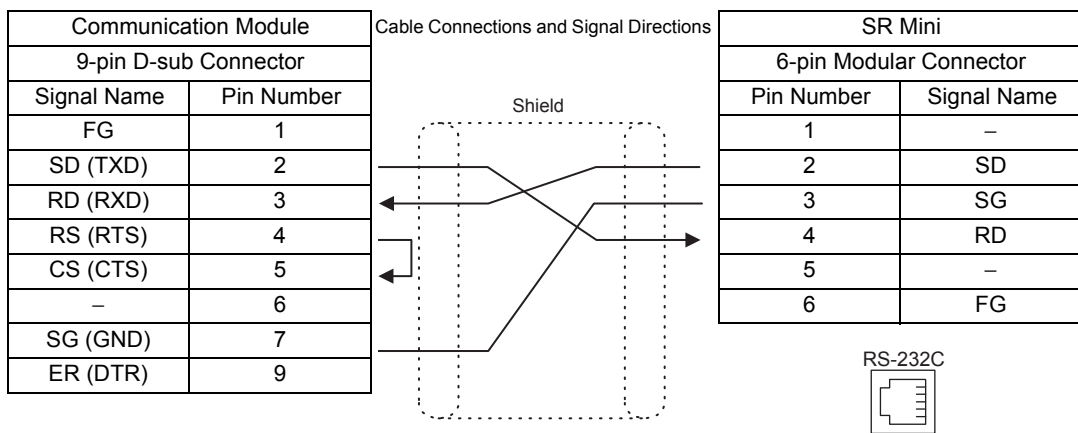 Communication Module
9-pin D-sub Connector
Signal Name Pin Number
FG 1
SD (TXD) 2
RD (RXD) 3
RS (RTS) 4
CS (CTS) 5
– 6
SG (GND) 7
ER (DTR) 9
Cable Connections and Signal Directions
Shield
SR Mini
6-pin Modular Connector
Pin Number Signal Name
1 –
2 SD
3 SG
4 RD
5 –
6 FG
RS-232C